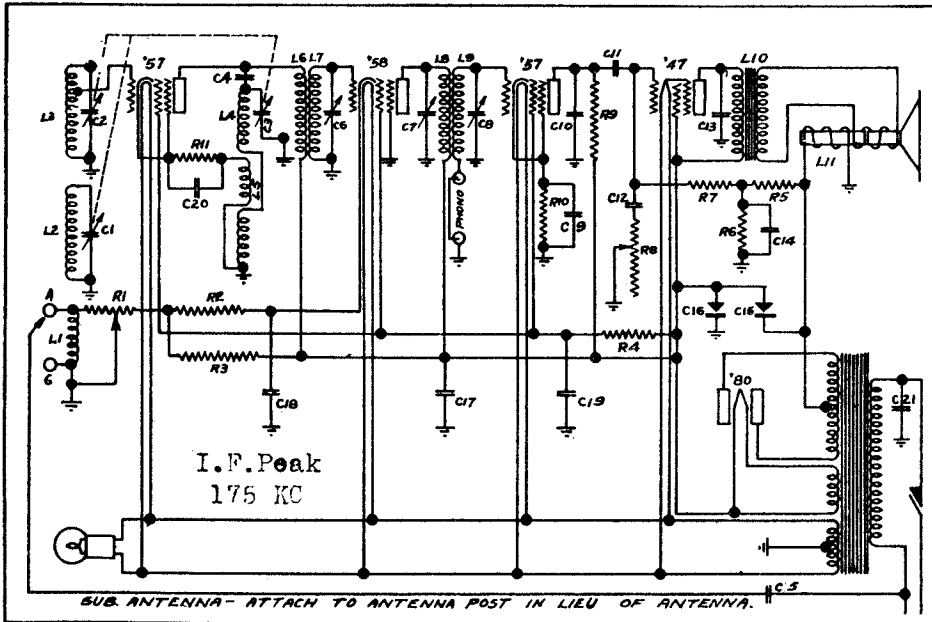 '57
'58
'57
'47
L10
L6 L7
L8 L9
C11
C4
L3
C2
L4
C3
C6
C7
C8
C10
R9
C13
L11
R11
C20
L5
PHONO
R10
C9
C12
R7
R5
R6
C14
R8
L2
C1
A
R1
R2
L1
G
R3
R4
C16
C15
C18
C17
C19
'80
C21
I.F.Peak
175 KC
C5
SUB. ANTENNA - ATTACH TO ANTENNA POST IN LIEU OF ANTENNA.